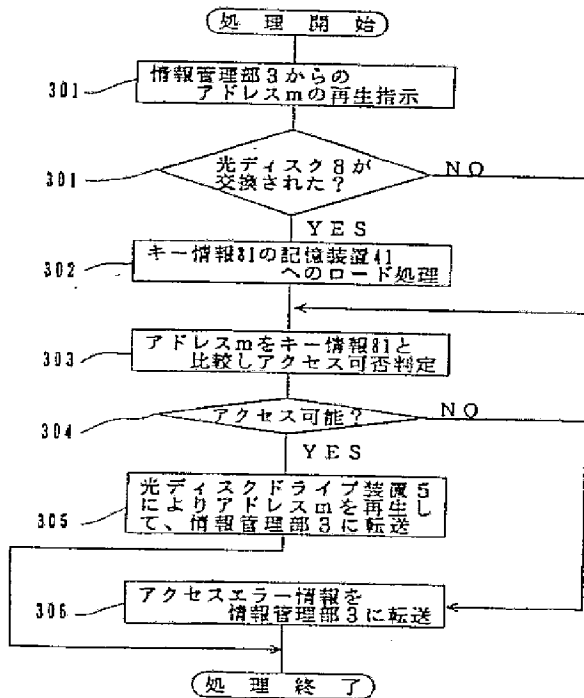 処理開始
301
情報管理部3からの
アドレスmの再生指示
301
光ディスク8が
交換された?
NO
YES
302
キー情報81の記憶装置41
へのロード処理
303
アドレスmをキー情報81と
比較しアクセス可否判定
304
アクセス可能?
NO
YES
305
光ディスクドライブ装置5
によりアドレスmを再生し
て、情報管理部3に転送
306
アクセスエラー情報を
情報管理部3に転送
処理終了